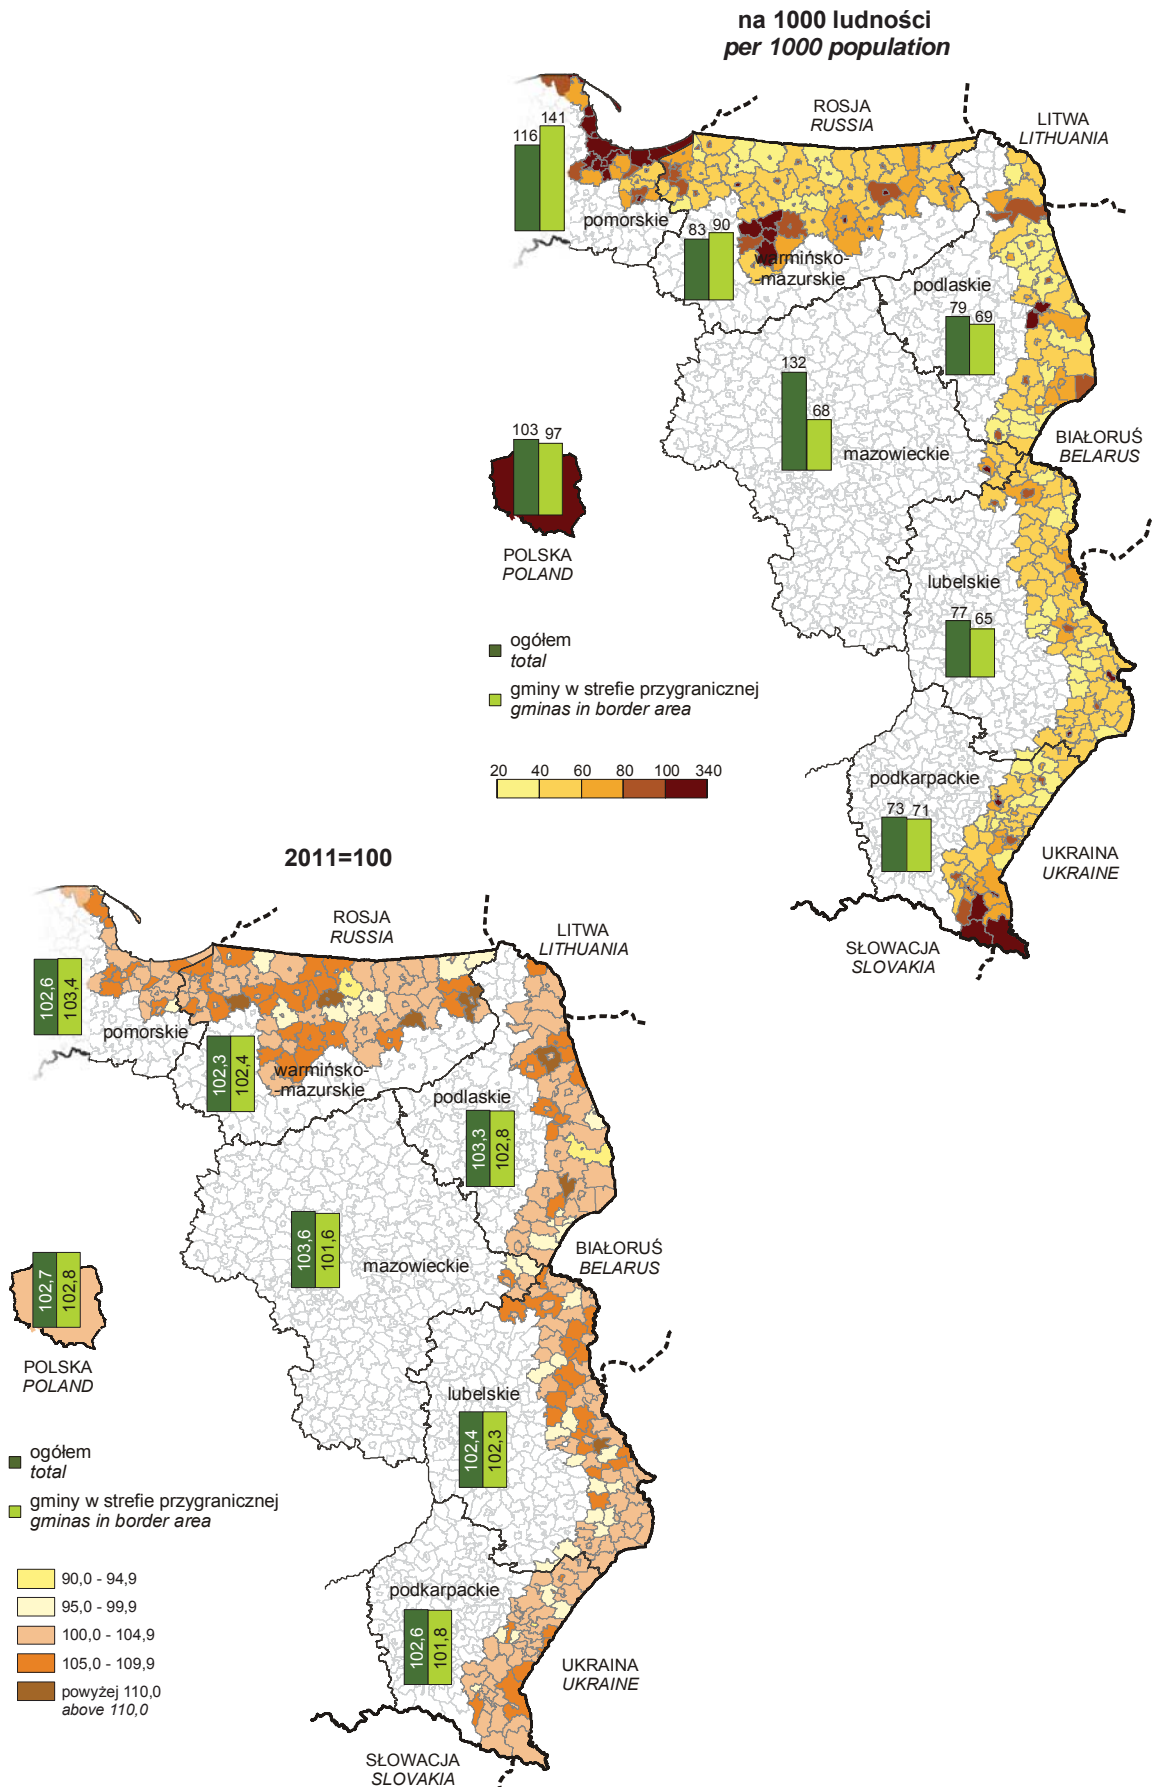 na 1000 ludności
per 1000 population
ROSJA
RUSSIA
LITWA
LITHUANIA
116
141
pomorskie
83
90
warmińsko-
-mazurskie
podlaskie
79
69
132
68
mazowieckie
BIAŁORUŚ
BELARUS
103
97
POLSKA
POLAND
lubelskie
77
65
ogółem
total
gminy w strefie przygranicznej
gminas in border area
20
40
60
80
100
340
podkarpackie
73
71
UKRAINA
UKRAINE
SŁOWACJA
SLOVAKIA
2011=100
ROSJA
RUSSIA
LITWA
LITHUANIA
102,6
103,4
pomorskie
102,3
102,4
warmińsko-
-mazurskie
podlaskie
103,3
102,8
103,6
101,6
mazowieckie
BIAŁORUŚ
BELARUS
102,7
102,8
POLSKA
POLAND
lubelskie
102,4
102,3
ogółem
total
gminy w strefie przygranicznej
gminas in border area
90,0 - 94,9
95,0 - 99,9
100,0 - 104,9
105,0 - 109,9
powyżej 110,0
above 110,0
podkarpackie
102,6
101,8
UKRAINA
UKRAINE
SŁOWACJA
SLOVAKIA